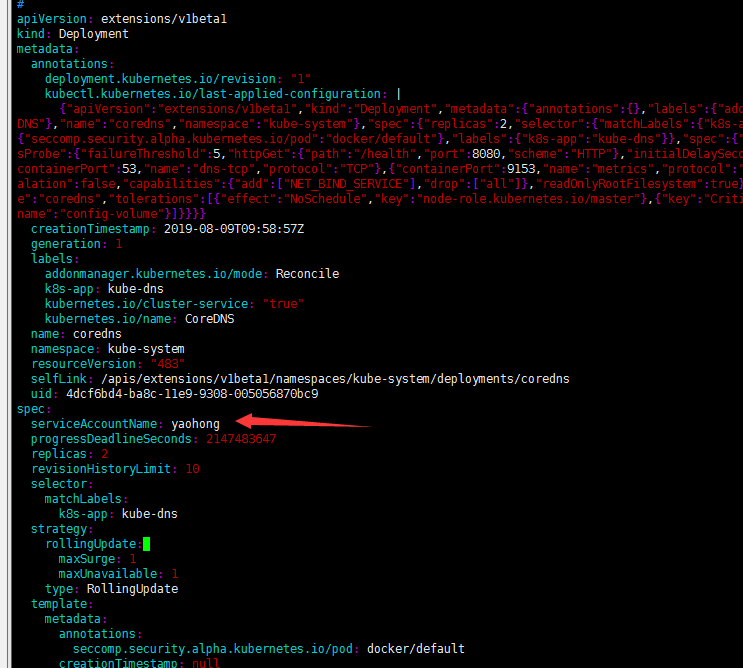 #
apiVersion: extensions/v1beta1
kind: Deployment
metadata:
  annotations:
    deployment.kubernetes.io/revision: "1"
    kubectl.kubernetes.io/last-applied-configuration: |
      {"apiVersion":"extensions/v1beta1","kind":"Deployment","metadata":{"annotations":{},"labels":{"add
DNS"},"name":"coredns","namespace":"kube-system"},"spec":{"replicas":2,"selector":{"matchLabels":{"k8s-a
{"seccomp.security.alpha.kubernetes.io/pod":"docker/default"},"labels":{"k8s-app":"kube-dns"}},"spec":{"
sProbe":{"failureThreshold":5,"httpGet":{"path":"/health","port":8080,"scheme":"HTTP"},"initialDelaySeco
containerPort":53,"name":"dns-tcp","protocol":"TCP"},{"containerPort":9153,"name":"metrics","protocol":"
alation":false,"capabilities":{"add":["NET_BIND_SERVICE"],"drop":["all"]},"readOnlyRootFilesystem":true}
e":"coredns","tolerations":[{"effect":"NoSchedule","key":"node-role.kubernetes.io/master"},{"key":"Criti
name":"config-volume"}]}}}}
  creationTimestamp: 2019-08-09T09:58:57Z
  generation: 1
  labels:
    addonmanager.kubernetes.io/mode: Reconcile
    k8s-app: kube-dns
    kubernetes.io/cluster-service: "true"
    kubernetes.io/name: CoreDNS
  name: coredns
  namespace: kube-system
  resourceVersion: "483"
  selfLink: /apis/extensions/v1beta1/namespaces/kube-system/deployments/coredns
  uid: 4dcf6bd4-ba8c-11e9-9308-005056870bc9
spec:
  serviceAccountName: yaohong
  progressDeadlineSeconds: 2147483647
  replicas: 2
  revisionHistoryLimit: 10
  selector:
    matchLabels:
      k8s-app: kube-dns
  strategy:
    rollingUpdate:
      maxSurge: 1
      maxUnavailable: 1
    type: RollingUpdate
  template:
    metadata:
      annotations:
        seccomp.security.alpha.kubernetes.io/pod: docker/default
      creationTimestamp: null